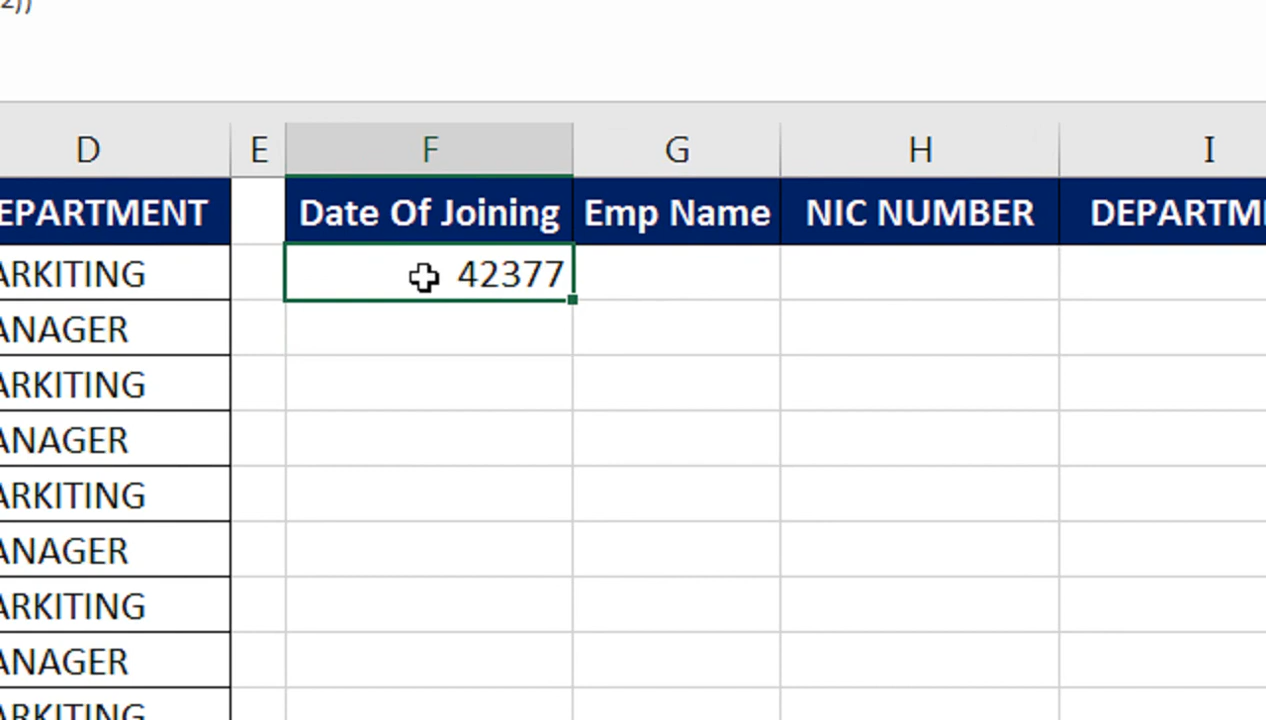 2))
D E F G H I
EPARTMENT Date Of Joining Emp Name NIC NUMBER DEPARTM
ARKITING 42377
ANAGER
ARKITING
ANAGER
ARKITING
ANAGER
ARKITING
ANAGER
ARKITING